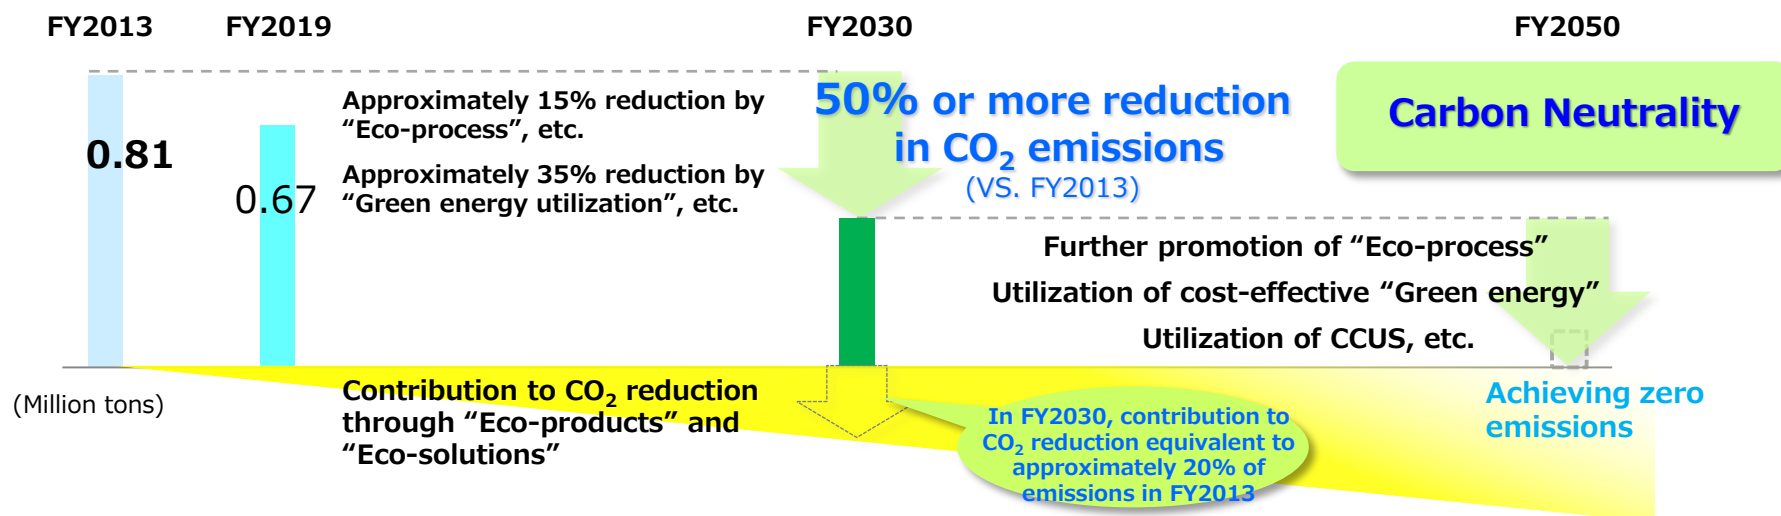 FY2013
FY2019
FY2030
FY2050
0.81
0.67
Approximately 15% reduction by
“Eco-process”, etc.
Approximately 35% reduction by
“Green energy utilization”, etc.
50% or more reduction
in CO₂ emissions
(VS. FY2013)
Carbon Neutrality
Further promotion of “Eco-process”
Utilization of cost-effective “Green energy”
Utilization of CCUS, etc.
(Million tons)
Contribution to CO₂ reduction
through “Eco-products” and
“Eco-solutions”
In FY2030, contribution to
CO₂ reduction equivalent to
approximately 20% of
emissions in FY2013
Achieving zero
emissions